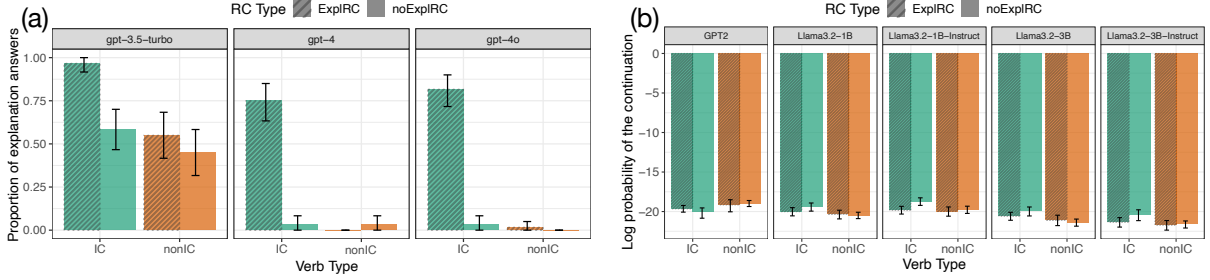 (a)
RC Type ExplRC noExplRC
gpt−3.5−turbo gpt−4 gpt−4o
Proportion of explanation answers
1.00
0.75
0.50
0.25
0.00
IC nonIC IC nonIC IC nonIC
Verb Type
(b)
RC Type ExplRC noExplRC
GPT2 Llama3.2−1B Llama3.2−1B−Instruct Llama3.2−3B Llama3.2−3B−Instruct
Log probability of the continuation
0
−5
−10
−15
−20
IC nonIC IC nonIC IC nonIC IC nonIC IC nonIC
Verb Type